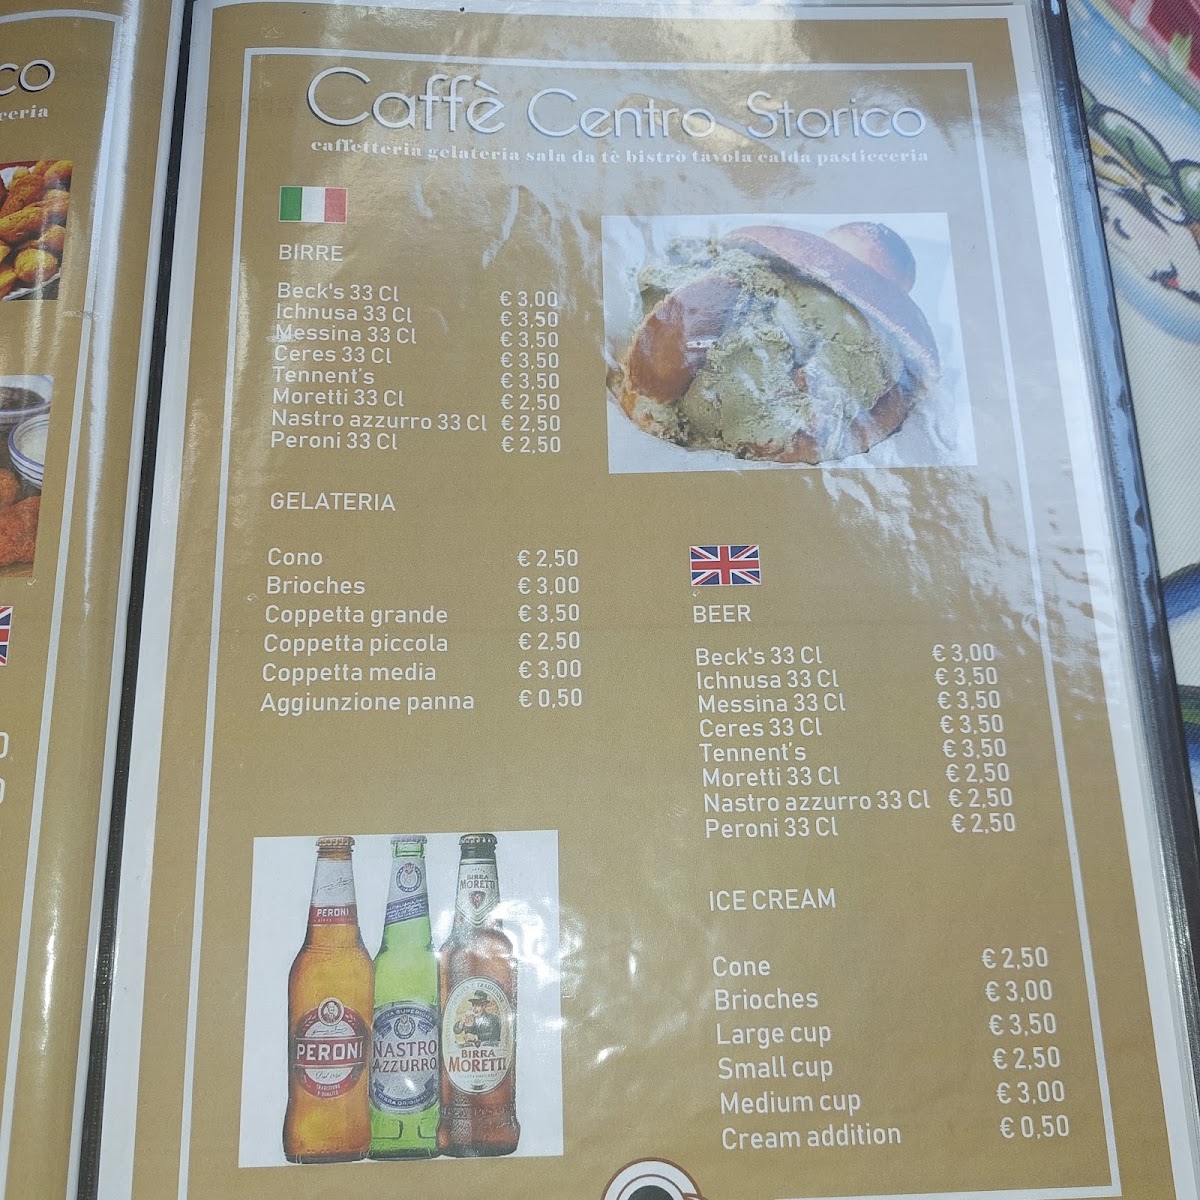 co
ceria
Caffè Centro Storico
caffetteria gelateria sala da tè bistrò tavola calda pasticceria
BIRRE
Beck's 33 Cl € 3,00
Ichnusa 33 Cl € 3,50
Messina 33 Cl € 3,50
Ceres 33 Cl € 3,50
Tennent's € 3,50
Moretti 33 Cl € 2,50
Nastro azzurro 33 Cl € 2,50
Peroni 33 Cl € 2,50
GELATERIA
Cono € 2,50
Brioches € 3,00
Coppetta grande € 3,50
Coppetta piccola € 2,50
Coppetta media € 3,00
Aggiunzione panna € 0,50
BEER
Beck's 33 Cl € 3,00
Ichnusa 33 Cl € 3,50
Messina 33 Cl € 3,50
Ceres 33 Cl € 3,50
Tennent's € 3,50
Moretti 33 Cl € 2,50
Nastro azzurro 33 Cl € 2,50
Peroni 33 Cl € 2,50
ICE CREAM
Cone € 2,50
Brioches € 3,00
Large cup € 3,50
Small cup € 2,50
Medium cup € 3,00
Cream addition € 0,50
PERONI
PERONI
NASTRO
AZZURRO
BIRRA
MORETTI
BIRRA
MORETTI